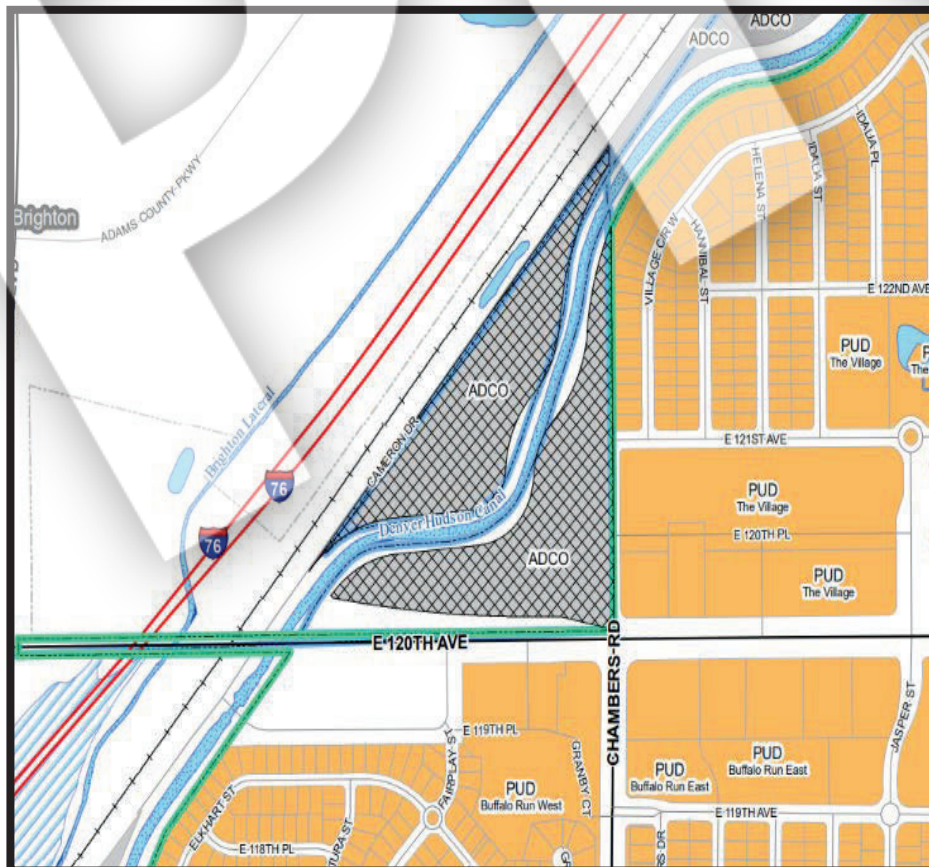 ADCO
ADCO
ADAMS COUNTY PKWY
Brighton
VILLAGE CIR W
HELENA ST
IDALIA ST
IDALIA PL
HANNIBAL ST
E 122ND AVE
PUD
The Village
ADCO
Brighton Lateral
CAMERON DR
76
76
Denver Hudson Canal
E 121ST AVE
PUD
The Village
E 120TH PL
ADCO
PUD
The Village
E 120TH AVE
CHAMBERS RD
E 119TH PL
FAIRPLAY ST
GRANBY CT
JASPER ST
PUD
Buffalo Run West
PUD
Buffalo Run East
PUD
Buffalo Run East
ELKHART ST
E 118TH PL
E 119TH AVE